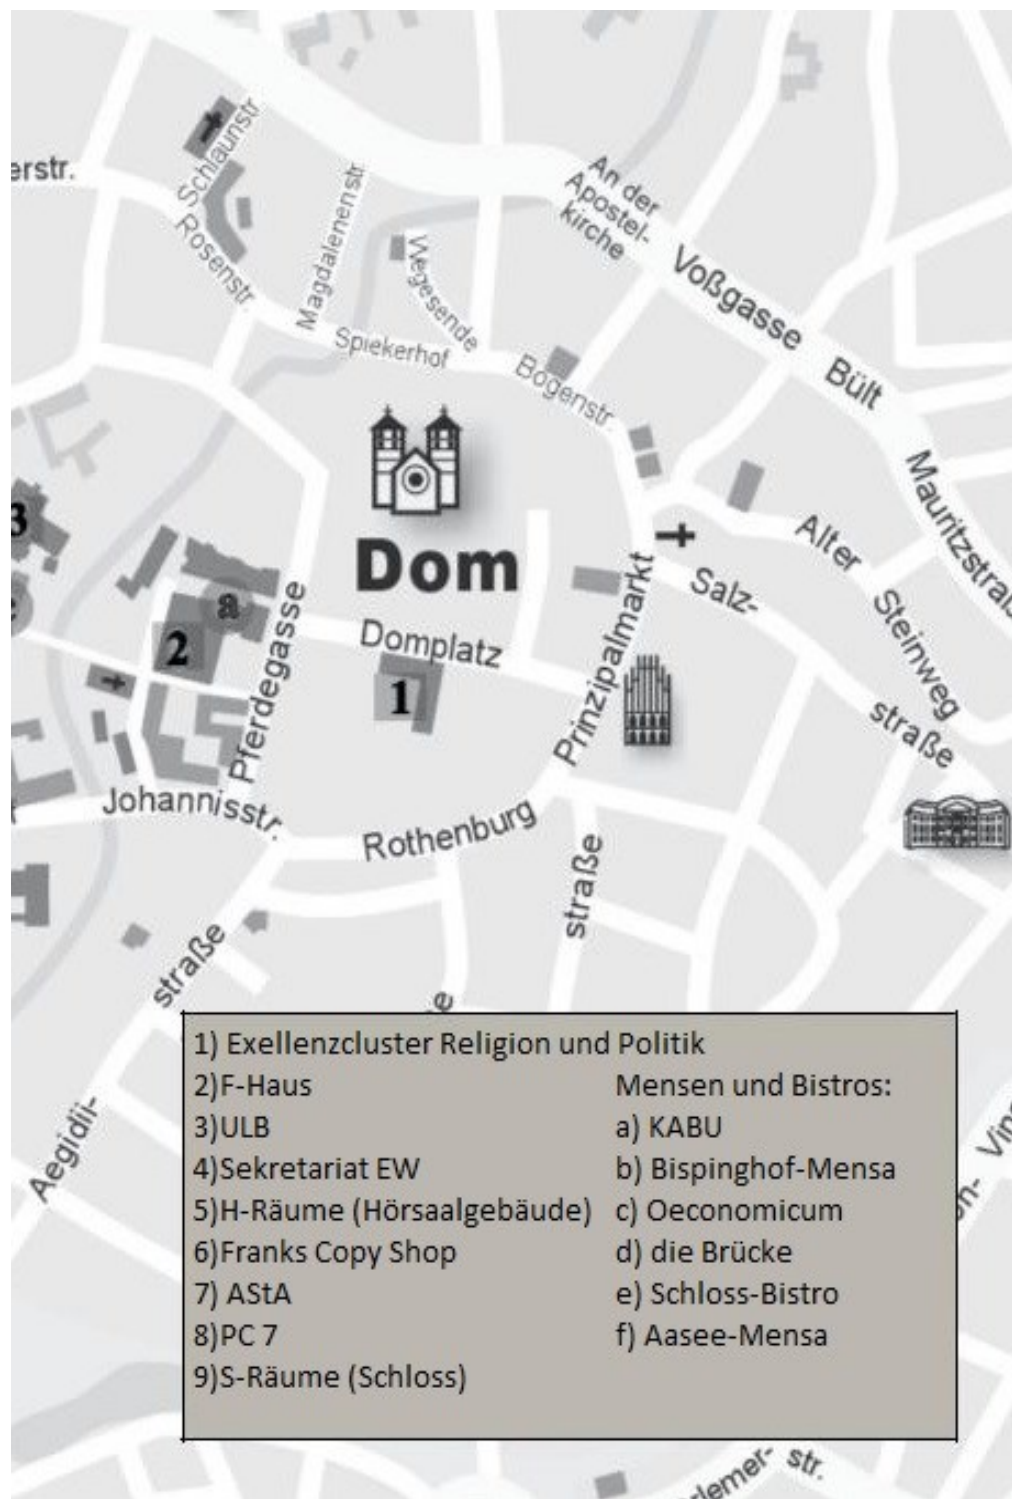 erstr.
Schlaunstr.
Rosenstr.
Magdalenenstr.
Wegesende
An der
Apostel-
kirche
Voßgasse
Bült
Spiekerhof
Bogenstr.
Mauritzstraß
3
Dom
Alter
Steinweg
Salz-
straße
a
2
Domplatz
1
Pferdegasse
Prinzipalmarkt
Johannisstr.
Rothenburg
straße
straße
Aegidii-
1) Exellenzcluster Religion und Politik
2)F-Haus
3)ULB
4)Sekretariat EW
5)H-Räume (Hörsaalgebäude)
6)Franks Copy Shop
7) AStA
8)PC 7
9)S-Räume (Schloss)
Mensen und Bistros:
a) KABU
b) Bispinghof-Mensa
c) Oeconomicum
d) die Brücke
e) Schloss-Bistro
f) Aasee-Mensa
lemer- str.